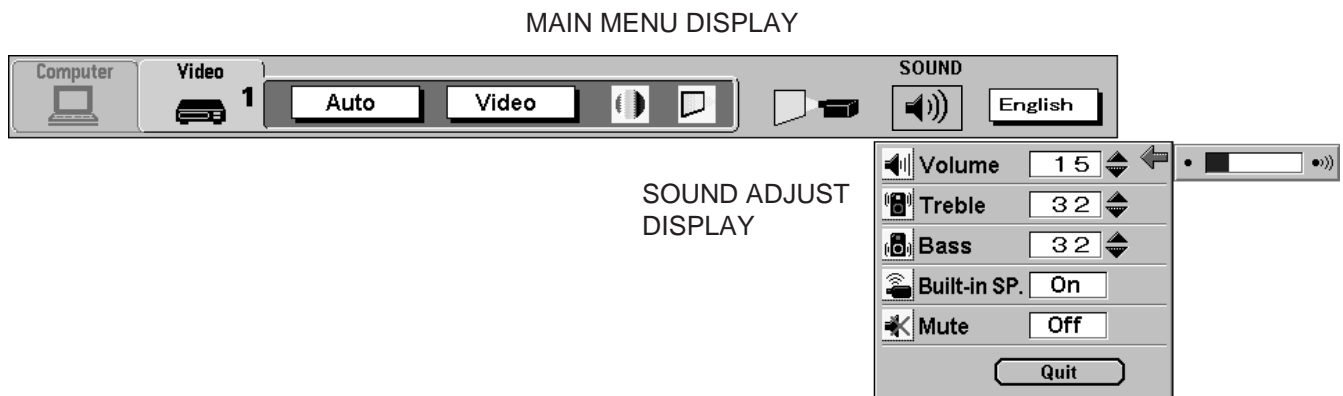 MAIN MENU DISPLAY
Computer
Video
1
Auto
Video
SOUND
English
SOUND ADJUST
DISPLAY
Volume 15
Treble 32
Bass 32
Built-in SP. On
Mute Off
Quit